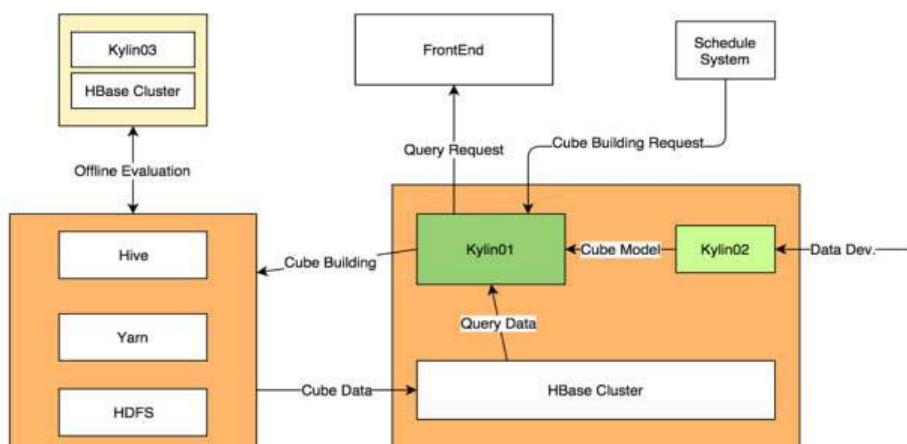 Kylin03
HBase Cluster
FrontEnd
Schedule
System
Query Request
Cube Building Request
Offline Evaluation
Hive
Yarn
HDFS
Cube Building
Kylin01
Cube Model
Kylin02
Data Dev.
Query Data
Cube Data
HBase Cluster